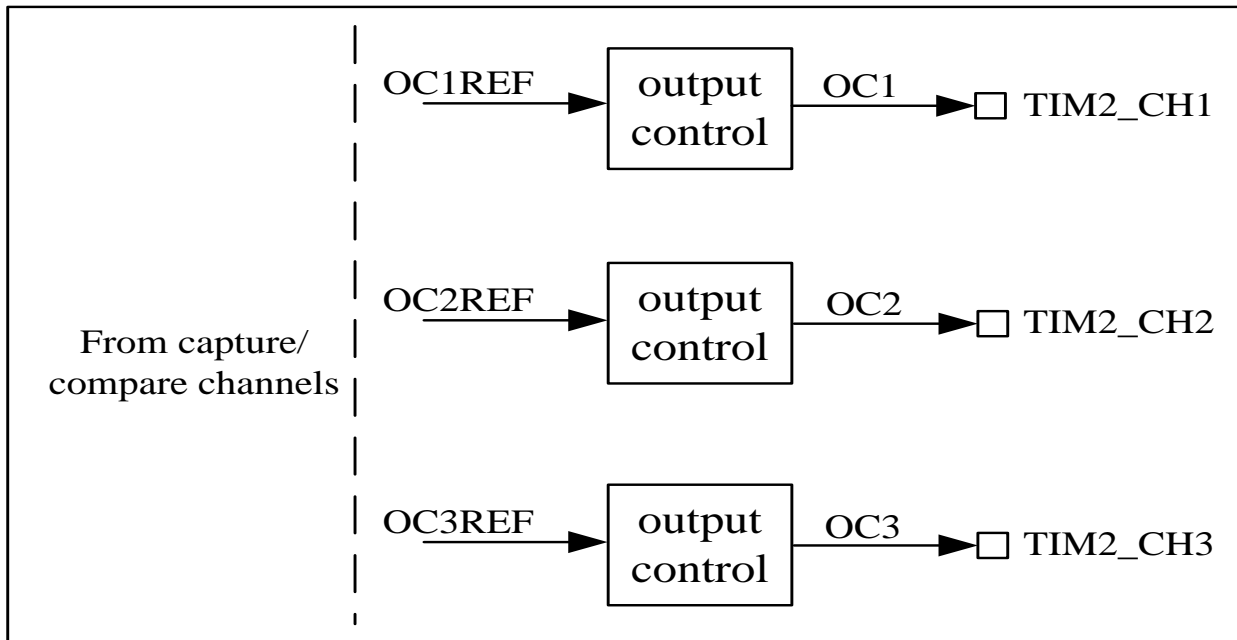 OC1REF
output
control
OC1
TIM2_CH1
From capture/
compare channels
OC2REF
output
control
OC2
TIM2_CH2
OC3REF
output
control
OC3
TIM2_CH3